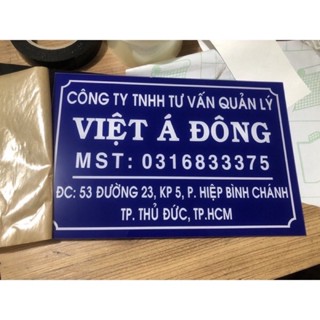 CÔNG TY TNHH TƯ VẤN QUẢN LÝ
VIỆT Á ĐÔNG
MST: 0316833375
ĐC: 53 ĐƯỜNG 23, KP 5, P. HIỆP BÌNH CHÁNH
TP. THỦ ĐỨC, TP.HCM